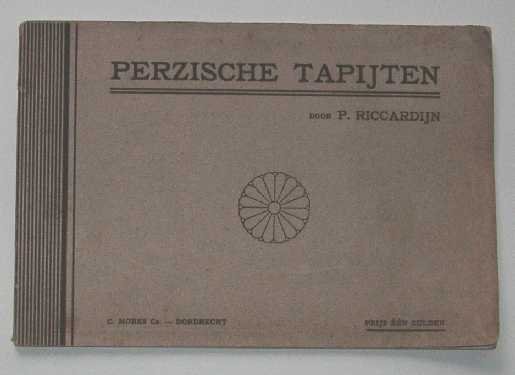 PERZISCHE TAPIJTEN
DOOR P. RICCARDIJN
C. MORKS Cz. — DORDRECHT
PRIJS ÉÉN GULDEN